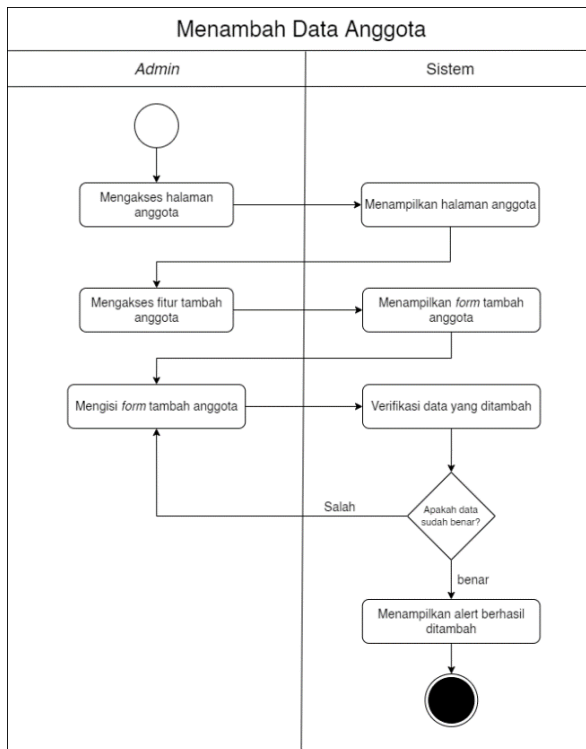 Menambah Data Anggota
Admin
Sistem
Mengakses halaman
anggota
Menampilkan halaman anggota
Mengakses fitur tambah
anggota
Menampilkan form tambah
anggota
Mengisi form tambah anggota
Verifikasi data yang ditambah
Apakah data
sudah benar?
Salah
benar
Menampilkan alert berhasil
ditambah